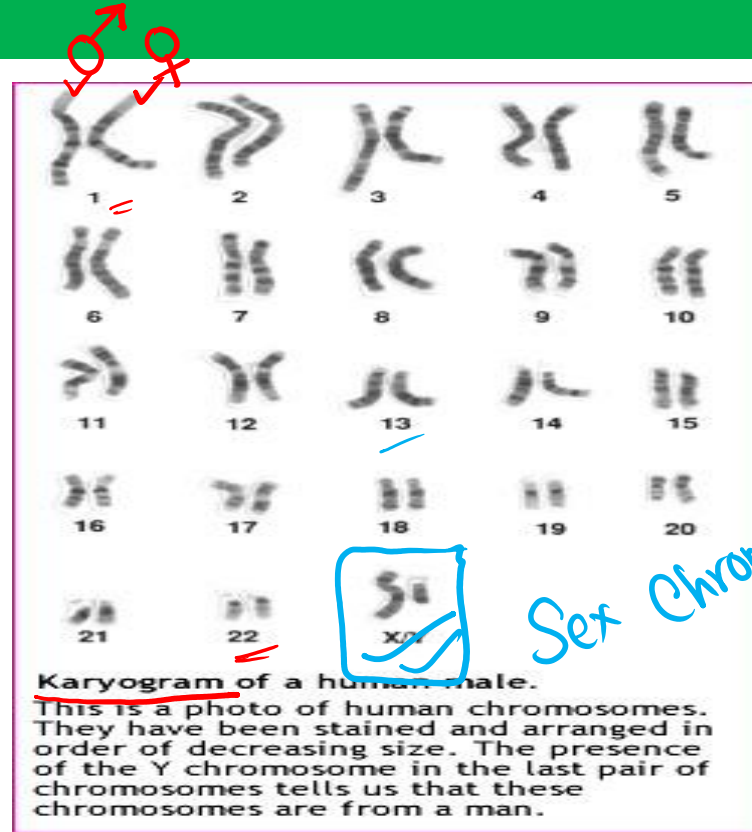 1 2 3 4 5
6 7 8 9 10
11 12 13 14 15
16 17 18 19 20
21 22 X/Y
Sex Chrom
Karyogram of a human male.
This is a photo of human chromosomes.
They have been stained and arranged in
order of decreasing size. The presence
of the Y chromosome in the last pair of
chromosomes tells us that these
chromosomes are from a man.